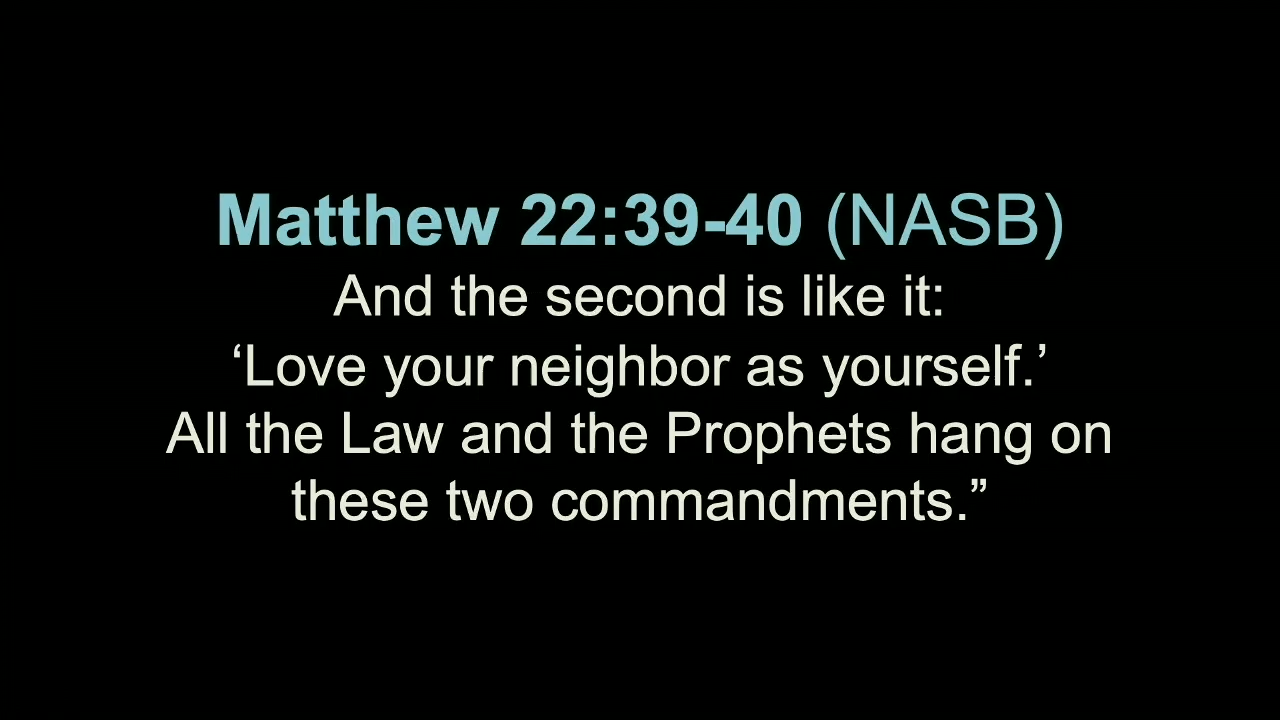 Matthew 22:39-40 (NASB)
And the second is like it:
‘Love your neighbor as yourself.’
All the Law and the Prophets hang on
these two commandments.”